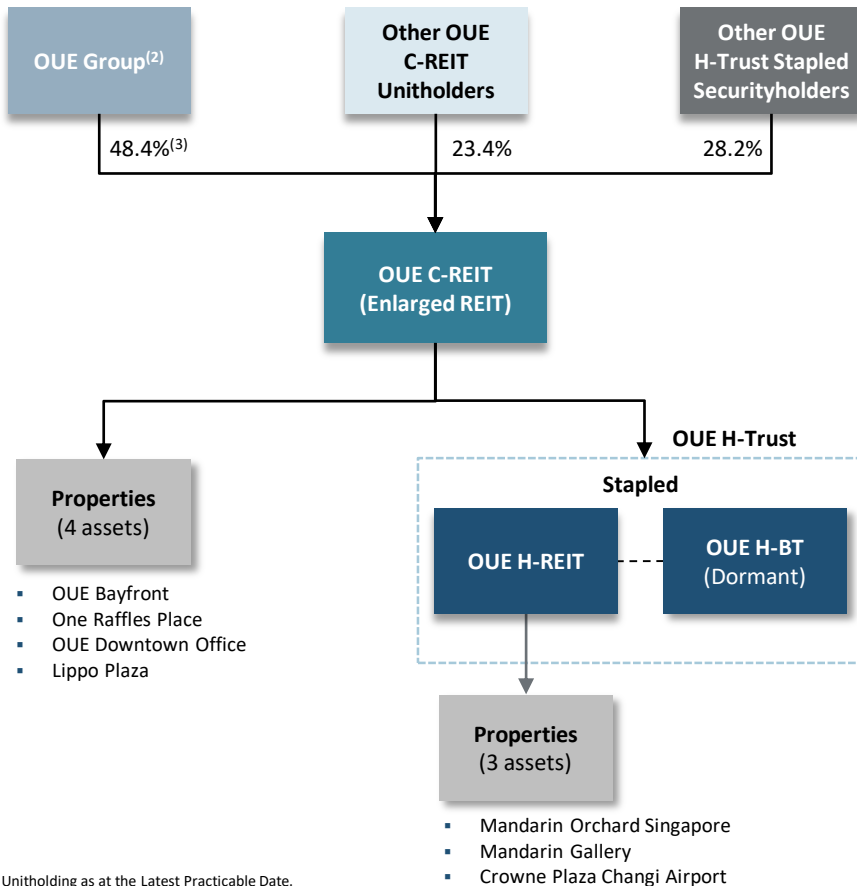 OUE Group(2)
Other OUE
C-REIT
Unitholders
Other OUE
H-Trust Stapled
Securityholders
48.4%(3)
23.4%
28.2%
OUE C-REIT
(Enlarged REIT)
OUE H-Trust
Properties
(4 assets)
Stapled
OUE H-REIT
OUE H-BT
(Dormant)
▪ OUE Bayfront
▪ One Raffles Place
▪ OUE Downtown Office
▪ Lippo Plaza
Properties
(3 assets)
▪ Mandarin Orchard Singapore
▪ Mandarin Gallery
▪ Crowne Plaza Changi Airport
Unitholding as at the Latest Practicable Date.